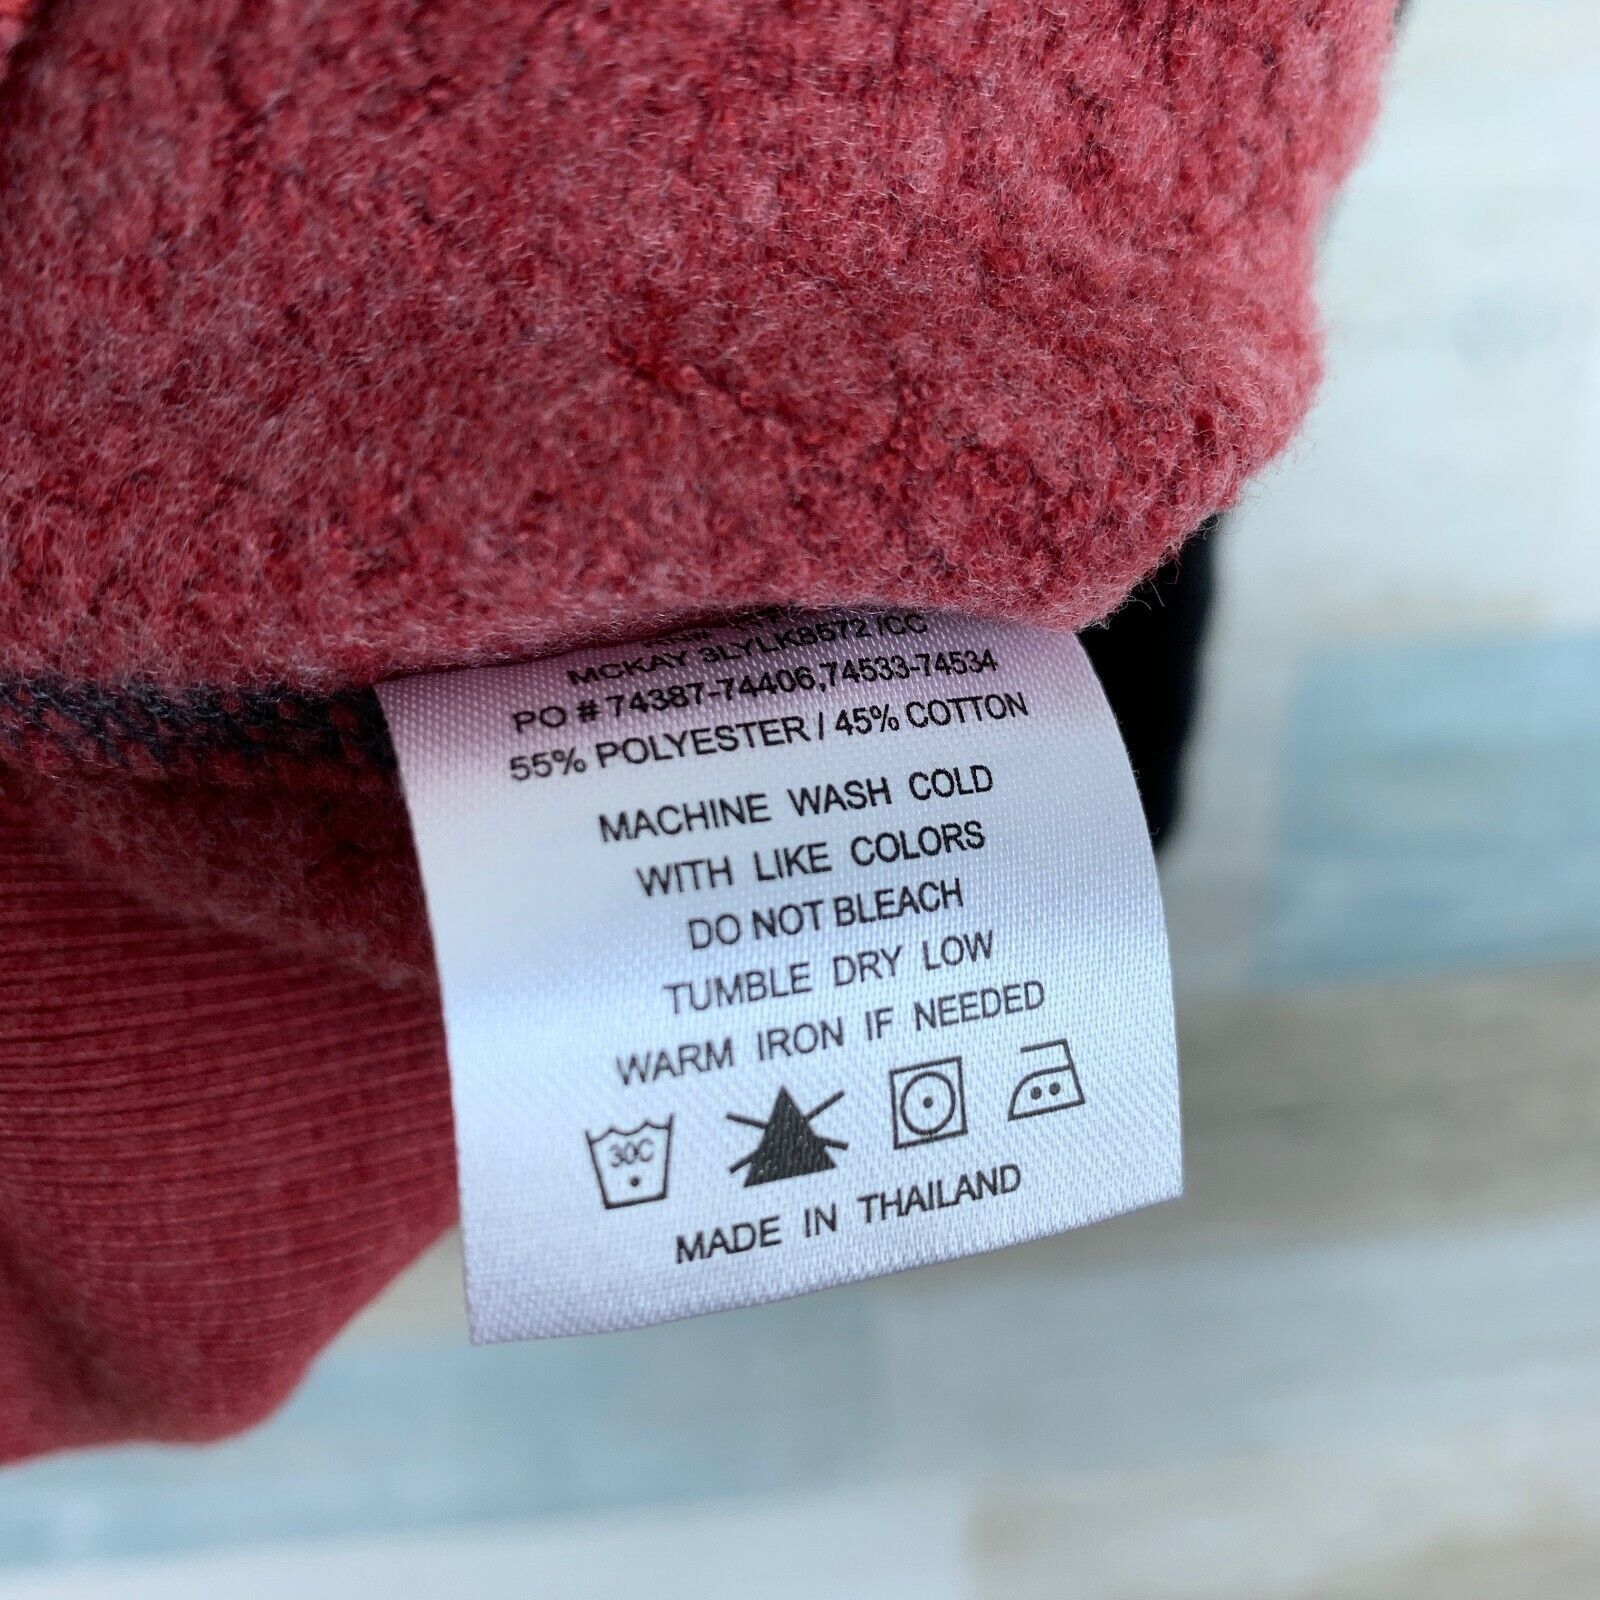 MCKAY 3LYLK8672/CC
PO # 74387-74406,74533-74534
55% POLYESTER / 45% COTTON
MACHINE WASH COLD
WITH LIKE COLORS
DO NOT BLEACH
TUMBLE DRY LOW
WARM IRON IF NEEDED
30C
MADE IN THAILAND